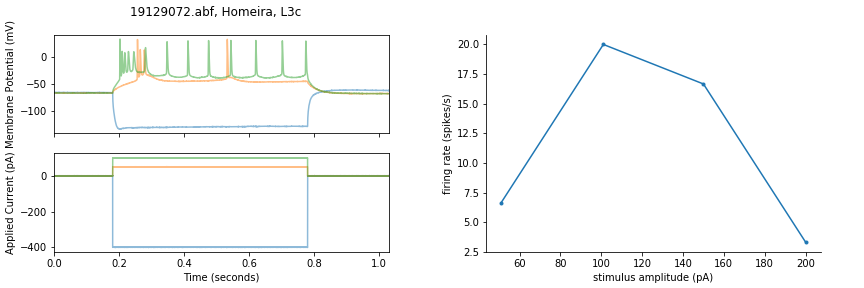 19129072.abf, Homeira, L3c
Membrane Potential (mV)
0
−50
−100
Applied Current (pA)
0
−200
−400
0.0 0.2 0.4 0.6 0.8 1.0
Time (seconds)
firing rate (spikes/s)
20.0
17.5
15.0
12.5
10.0
7.5
5.0
2.5
60 80 100 120 140 160 180 200
stimulus amplitude (pA)